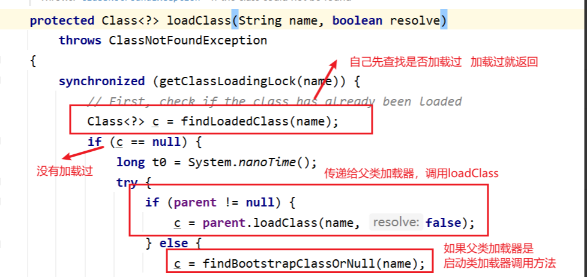 protected Class<?> loadClass(String name, boolean resolve)
throws ClassNotFoundException
{
自己先查找是否加载过 加载过就返回
synchronized (getClassLoadingLock(name)) {
// First, check if the class has already been loaded
Class<?> c = findLoadedClass(name);
if (c == null) {
没有加载过
long t0 = System.nanoTime();
传递给父类加载器，调用loadClass
try {
if (parent != null) {
c = parent.loadClass(name, resolve: false);
} else {
如果父类加载器是
启动类加载器调用方法
c = findBootstrapClassOrNull(name);